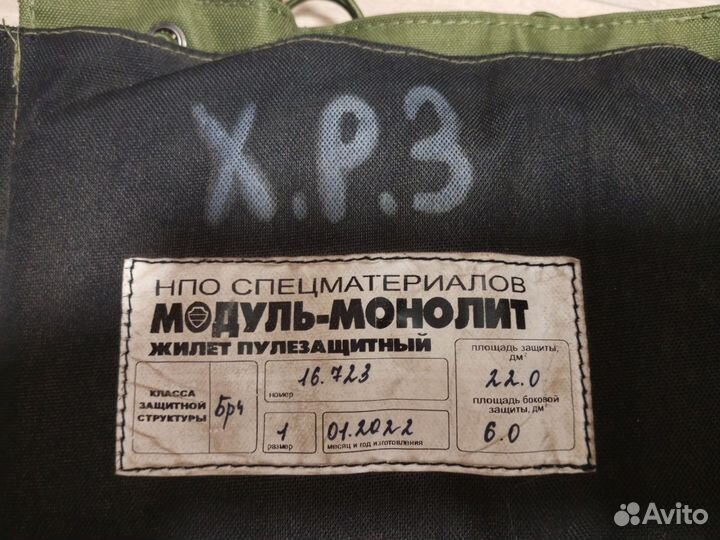 Х.Р.З
НПО СПЕЦМАТЕРИАЛОВ
МОДУЛЬ-МОНОЛИТ
ЖИЛЕТ ПУЛЕЗАЩИТНЫЙ
КЛАССА
ЗАЩИТНОЙ
СТРУКТУРЫ
Бр4
16.723
номер
1
размер
01.2022
месяц и год изготовления
площадь защиты,
дм²
22.0
площадь боковой
защиты, дм²
6.0
Avito